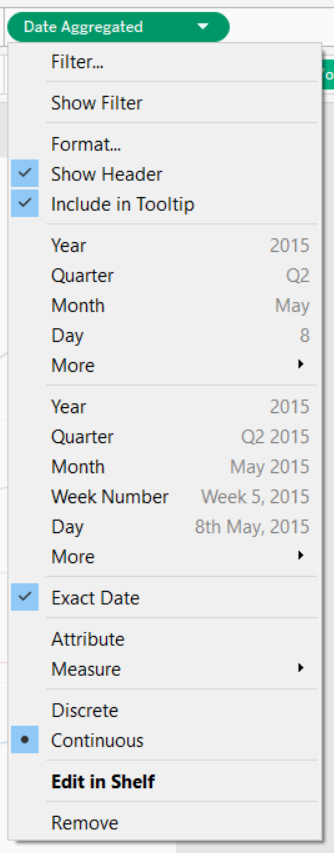 Date Aggregated
Filter...
Show Filter
Format...
Show Header
Include in Tooltip
Year 2015
Quarter Q2
Month May
Day 8
More
Year 2015
Quarter Q2 2015
Month May 2015
Week Number Week 5, 2015
Day 8th May, 2015
More
Exact Date
Attribute
Measure
Discrete
Continuous
Edit in Shelf
Remove